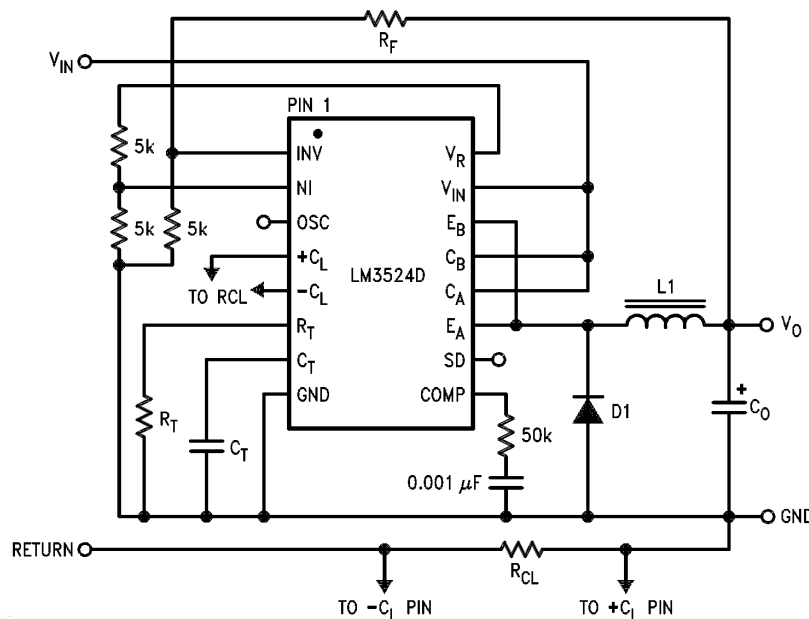 R_F
V_IN
PIN 1
5k
INV
V_R
NI
V_IN
5k
5k
OSC
E_B
+C_L
LM3524D
C_B
TO RCL
-C_L
C_A
L1
R_T
E_A
V_O
C_T
SD
GND
COMP
D1
+
C_O
R_T
C_T
50k
0.001 μF
GND
RETURN
R_CL
TO -C_L PIN
TO +C_L PIN